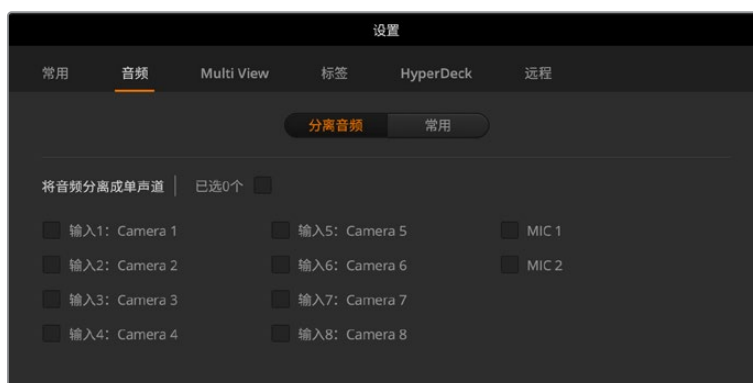 设置
常用 音频 Multi View 标签 HyperDeck 远程
分离音频 常用
将音频分离成单声道 已选0个
输入1：Camera 1 输入5：Camera 5 MIC 1
输入2：Camera 2 输入6：Camera 6 MIC 2
输入3：Camera 3 输入7：Camera 7
输入4：Camera 4 输入8：Camera 8